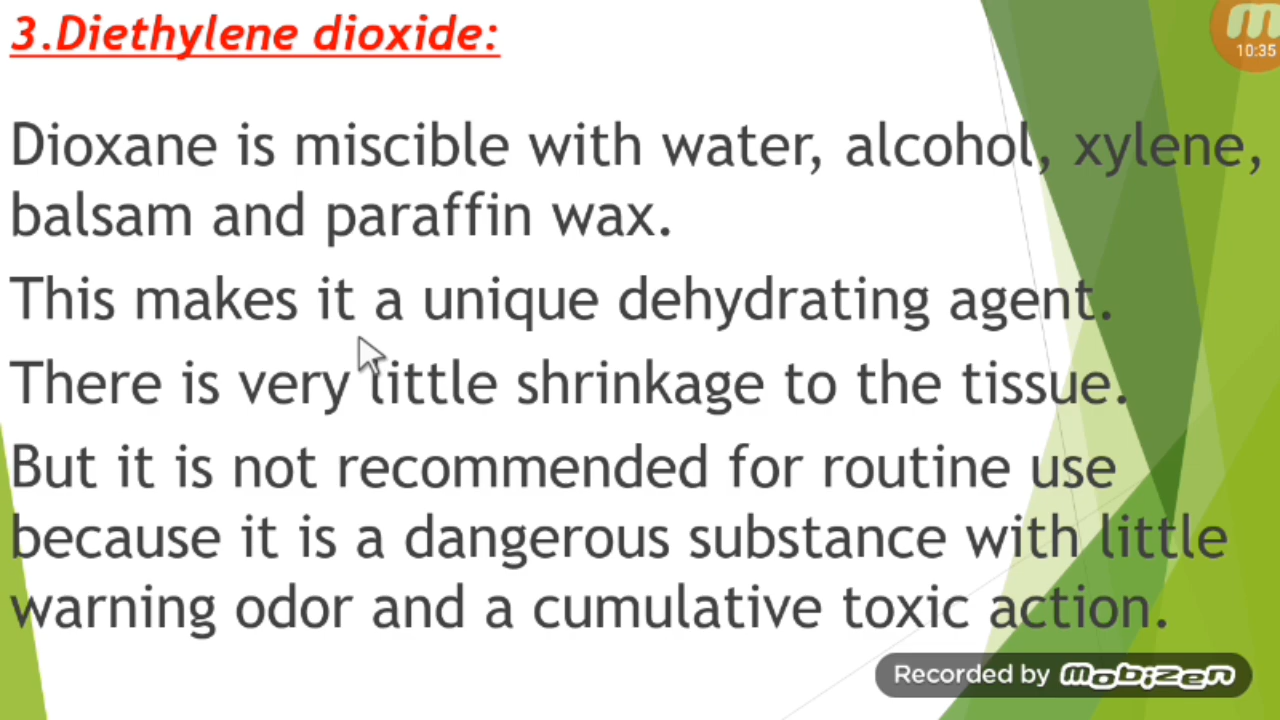 3.Diethylene dioxide:
10:35
Dioxane is miscible with water, alcohol, xylene,
balsam and paraffin wax.
This makes it a unique dehydrating agent.
There is very little shrinkage to the tissue.
But it is not recommended for routine use
because it is a dangerous substance with little
warning odor and a cumulative toxic action.
Recorded by mobizen